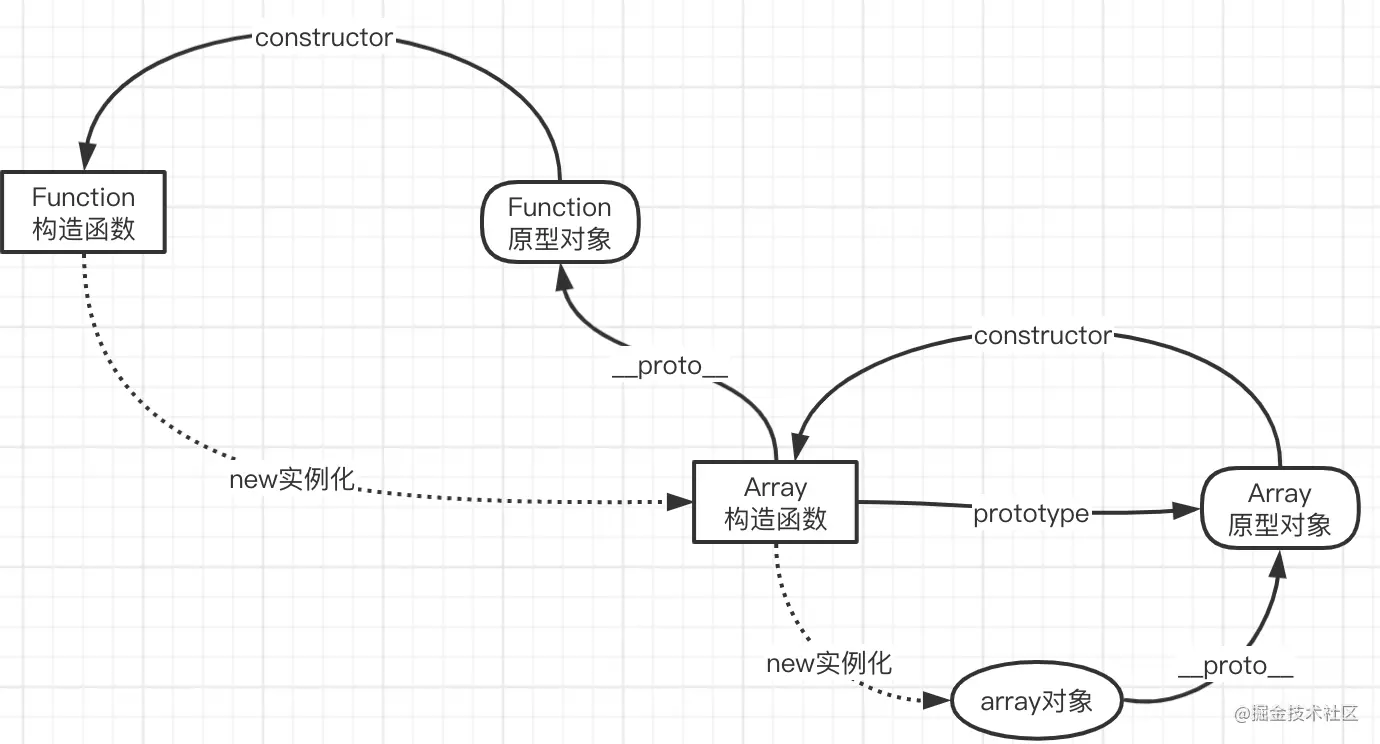 constructor
Function
构造函数
Function
原型对象
__proto__
constructor
new实例化
Array
构造函数
prototype
Array
原型对象
new实例化
__proto__
array对象
@掘金技术社区